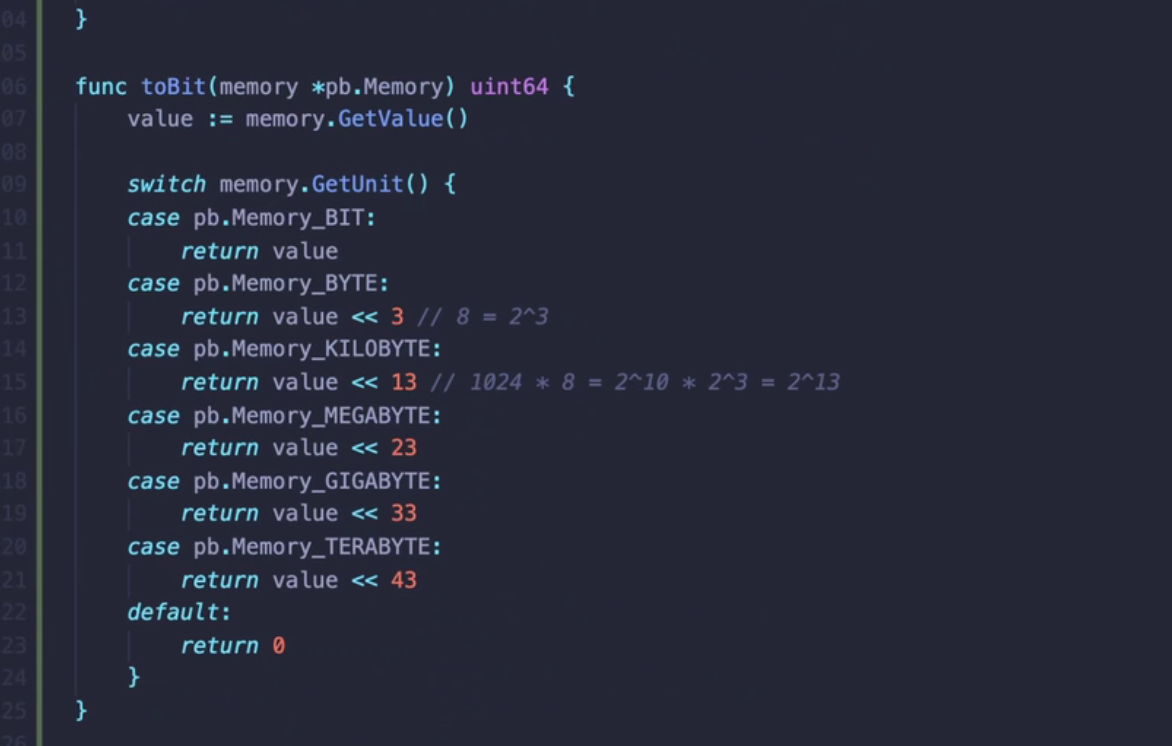 04 }
05
06 func toBit(memory *pb.Memory) uint64 {
07 value := memory.GetValue()
08
09 switch memory.GetUnit() {
10 case pb.Memory_BIT:
11 return value
12 case pb.Memory_BYTE:
13 return value << 3 // 8 = 2^3
14 case pb.Memory_KILOBYTE:
15 return value << 13 // 1024 * 8 = 2^10 * 2^3 = 2^13
16 case pb.Memory_MEGABYTE:
17 return value << 23
18 case pb.Memory_GIGABYTE:
19 return value << 33
20 case pb.Memory_TERABYTE:
21 return value << 43
22 default:
23 return 0
24 }
25 }
26